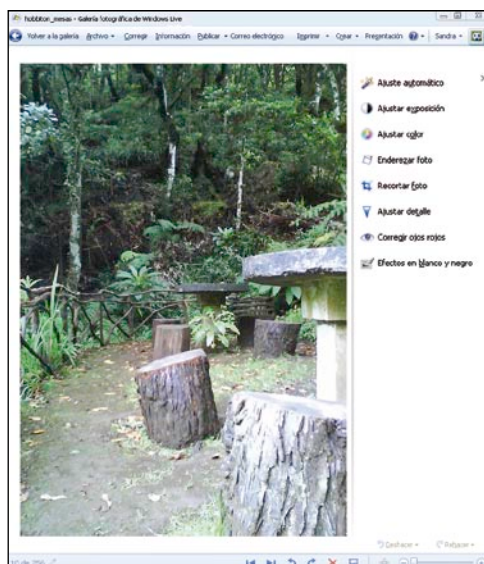 hobbiton_mesas - Galería fotográfica de Windows Live
Volver a la galería Archivo Corregir Información Publicar Correo electrónico Imprimir Crear Presentación Sandra
Ajuste automático
Ajustar exposición
Ajustar color
Enderezar foto
Recortar foto
Ajustar detalle
Corregir ojos rojos
Efectos en blanco y negro
Deshacer Rehacer